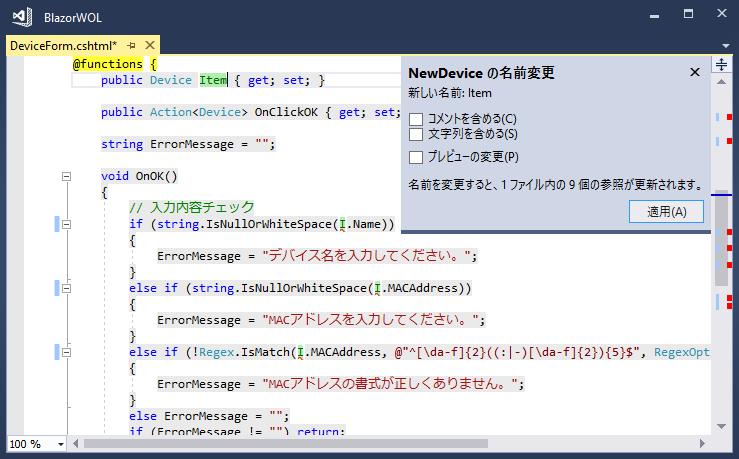 BlazorWOL
DeviceForm.cshtml*
@functions {
public Device Item { get; set; }
public Action<Device> OnClickOK { get; set;
string ErrorMessage = "";
void OnOK()
{
// 入力内容チェック
if (string.IsNullOrWhiteSpace(I.Name))
{
ErrorMessage = "デバイス名を入力してください。";
}
else if (string.IsNullOrWhiteSpace(I.MACAddress))
{
ErrorMessage = "MACアドレスを入力してください。";
}
else if (!Regex.IsMatch(I.MACAddress, @"^[\da-f]{2}((:|-)[\da-f]{2}){5}$", RegexOpt
{
ErrorMessage = "MACアドレスの書式が正しくありません。";
}
else ErrorMessage = "";
if (ErrorMessage != "") return;
NewDevice の名前変更
新しい名前: Item
コメントを含める(C)
文字列を含める(S)
プレビューの変更(P)
名前を変更すると、1 ファイル内の 9 個の参照が更新されます。
適用(A)
100 %